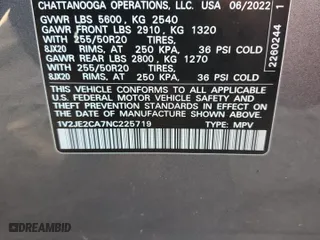 CHATTANOOGA OPERATIONS, LLC. USA 06/2022
GVWR LBS 5600 , KG 2540
GAWR FRONT LBS 2910 , KG 1320
WITH 255/50R20 TIRES,
8JX20 RIMS, AT 250 KPA. 36 PSI COLD
GAWR REAR LBS 2800 , KG 1270
WITH 255/50R20 TIRES,
8JX20 RIMS, AT 250 KPA. 36 PSI COLD
THIS VEHICLE CONFORMS TO ALL APPLICABLE
FEDERAL MOTOR VEHICLE SAFETY AND THEFT
PREVENTION STANDARDS IN EFFECT ON THE
DATE OF MANUFACTURE SHOWN ABOVE.
1V2JE2CA7NC225719 TYPE: MPV
2260244 1